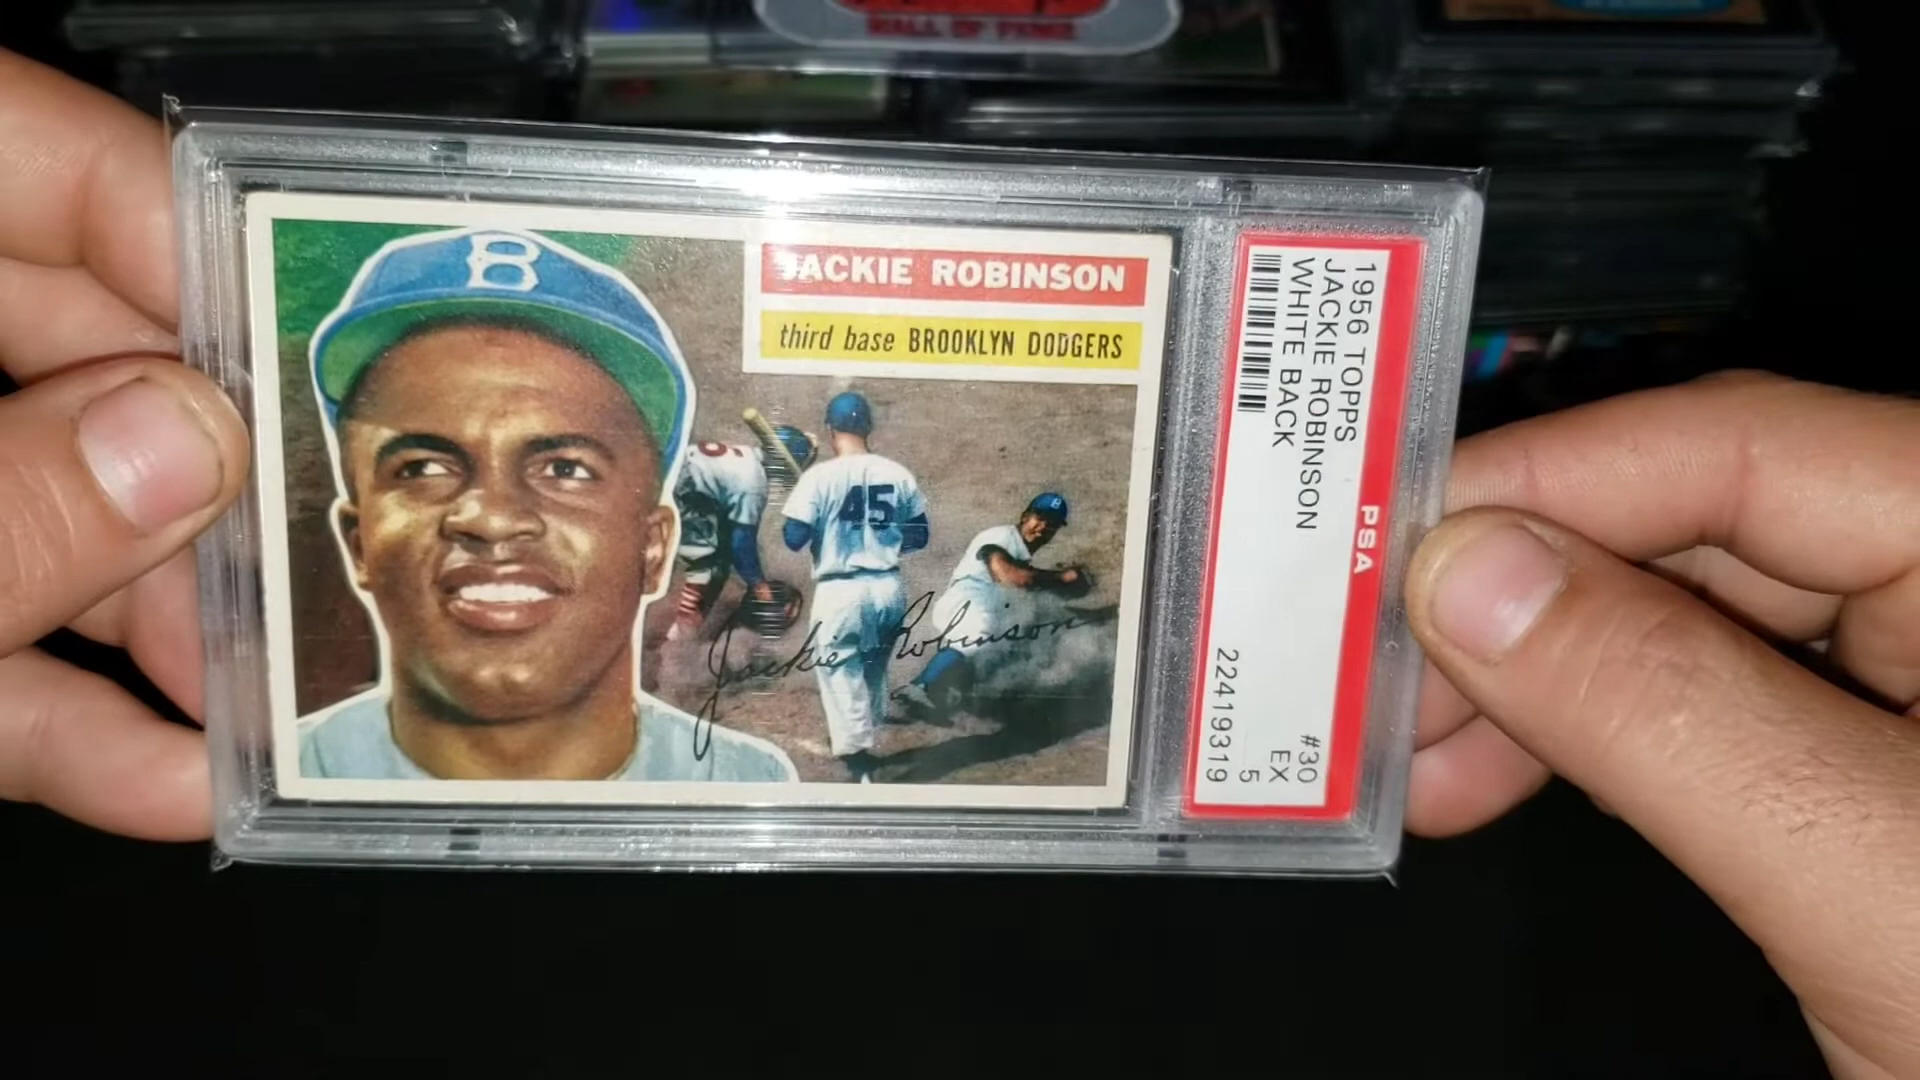 HALL OF FAME
B
JACKIE ROBINSON
third base BROOKLYN DODGERS
45
B
Jackie Robinson
PSA
1956 TOPPS
JACKIE ROBINSON
WHITE BACK
#30
EX
5
22419319